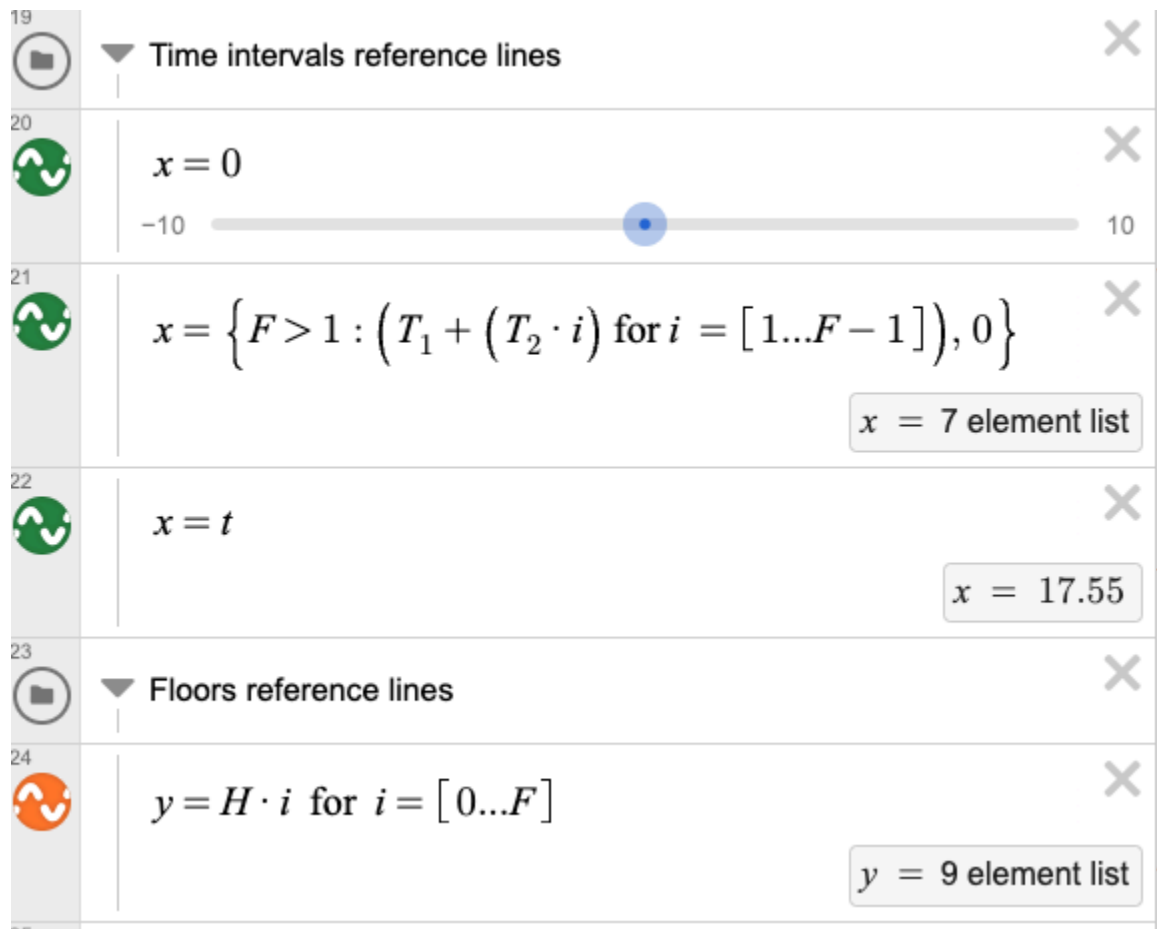 19
Time intervals reference lines
20
x = 0
−10 10
21
x = {F > 1 : (T₁ + (T₂ · i) for i = [1...F − 1]), 0}
x = 7 element list
22
x = t
x = 17.55
23
Floors reference lines
24
y = H · i for i = [0...F]
y = 9 element list